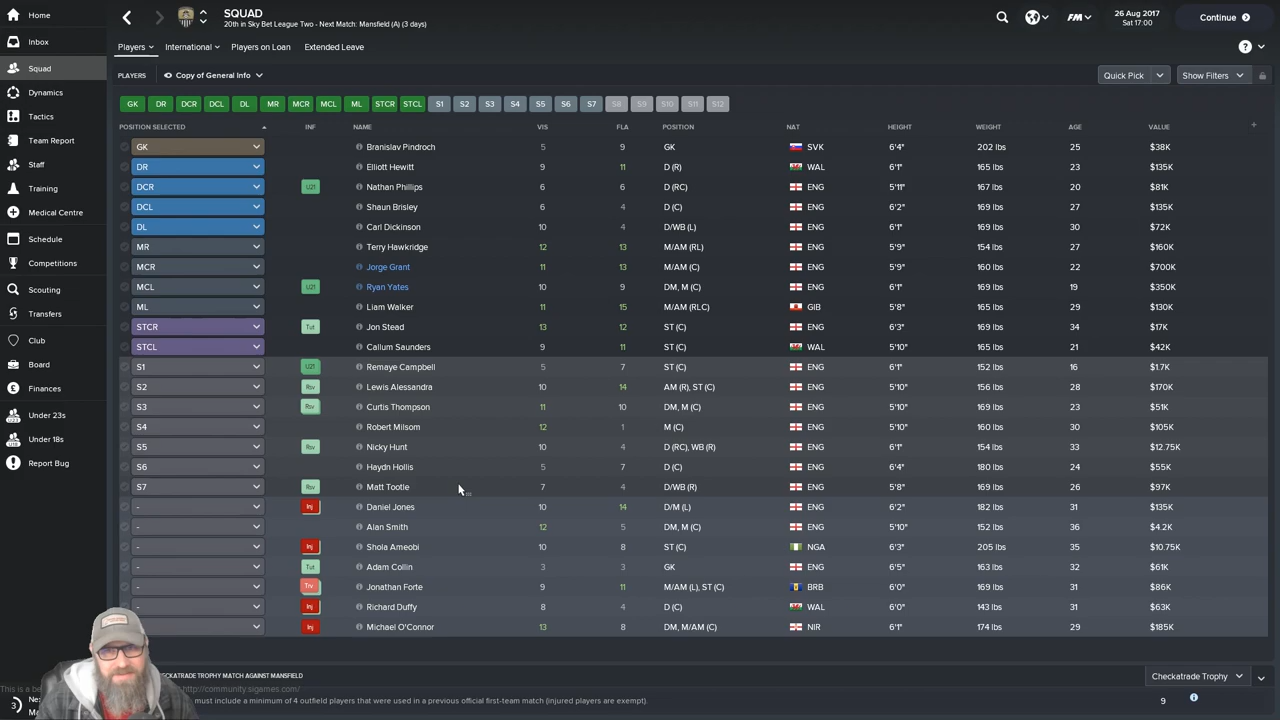 Home
SQUAD
20th in Sky Bet League Two - Next Match: Mansfield (A) (3 days)
FM
26 Aug 2017
Sat 17:00
Continue
Inbox
Squad
Dynamics
Tactics
Team Report
Staff
Training
Medical Centre
Schedule
Competitions
Scouting
Transfers
Club
Board
Finances
Under 23s
Under 18s
Report Bug
Players International Players on Loan Extended Leave
?
PLAYERS Copy of General Info Quick Pick Show Filters
GK DR DCR DCL DL MR MCR MCL ML STCR STCL S1 S2 S3 S4 S5 S6 S7 S8 S9 S10 S11 S12
POSITION SELECTED INF NAME VIS FLA POSITION NAT HEIGHT WEIGHT AGE VALUE +
GK Branislav Pindroch 5 9 GK SVK 6'4" 202 lbs 25 $38K
DR Elliott Hewitt 9 11 D (R) WAL 6'1" 165 lbs 23 $135K
DCR U21 Nathan Phillips 6 6 D (RC) ENG 5'11" 167 lbs 20 $81K
DCL Shaun Brisley 6 4 D (C) ENG 6'2" 169 lbs 27 $135K
DL Carl Dickinson 10 4 D/WB (L) ENG 6'1" 169 lbs 30 $72K
MR Terry Hawkridge 12 13 M/AM (RL) ENG 5'9" 154 lbs 27 $160K
MCR Jorge Grant 11 13 M/AM (C) ENG 5'9" 160 lbs 22 $700K
MCL U21 Ryan Yates 10 9 DM, M (C) ENG 6'1" 169 lbs 19 $350K
ML Liam Walker 11 15 M/AM (RLC) GIB 5'8" 165 lbs 29 $130K
STCR Tut Jon Stead 13 12 ST (C) ENG 6'3" 169 lbs 34 $17K
STCL Callum Saunders 9 11 ST (C) WAL 5'10" 165 lbs 21 $42K
S1 U21 Remaye Campbell 5 7 ST (C) ENG 6'1" 152 lbs 16 $1.7K
S2 Rsv Lewis Alessandra 10 14 AM (R), ST (C) ENG 5'10" 156 lbs 28 $170K
S3 Rsv Curtis Thompson 11 10 DM, M (C) ENG 5'10" 169 lbs 23 $51K
S4 Robert Milsom 12 1 M (C) ENG 5'10" 160 lbs 30 $105K
S5 Rsv Nicky Hunt 10 4 D (RC), WB (R) ENG 6'1" 154 lbs 33 $12.75K
S6 Haydn Hollis 5 7 D (C) ENG 6'4" 180 lbs 24 $55K
S7 Rsv Matt Tootle 7 4 D/WB (R) ENG 5'8" 169 lbs 26 $97K
- Inj Daniel Jones 10 14 D/M (L) ENG 6'2" 182 lbs 31 $135K
- Alan Smith 12 5 DM, M (C) ENG 5'10" 152 lbs 36 $4.2K
- Inj Shola Ameobi 10 8 ST (C) NGA 6'3" 205 lbs 35 $10.75K
- Tut Adam Collin 3 3 GK ENG 6'5" 163 lbs 32 $61K
- Trv Jonathan Forte 9 11 M/AM (L), ST (C) BRB 6'0" 169 lbs 31 $86K
- Inj Richard Duffy 8 4 D (C) WAL 6'0" 143 lbs 31 $63K
Inj Michael O'Connor 13 8 DM, M/AM (C) NIR 6'1" 174 lbs 29 $185K
CHECKATRADE TROPHY MATCH AGAINST MANSFIELD Checkatrade Trophy
This is a be http://community.sigames.com/
3 must include a minimum of 4 outfield players that were used in a previous official first-team match (injured players are exempt). 9